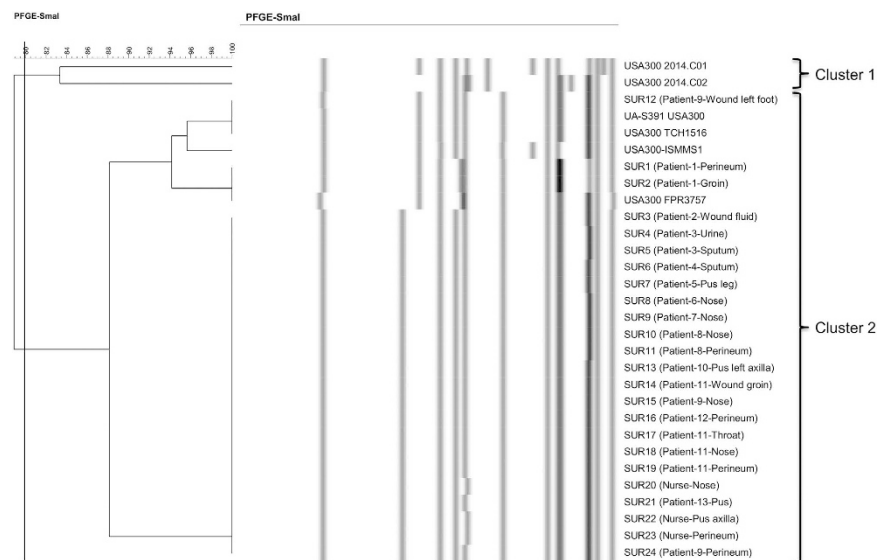 PFGE-SmaI
PFGE-SmaI
80 82 84 86 88 90 92 94 96 98 100
USA300 2014.C01
USA300 2014.C02
Cluster 1
SUR12 (Patient-9-Wound left foot)
UA-S391 USA300
USA300 TCH1516
USA300-ISMMS1
SUR1 (Patient-1-Perineum)
SUR2 (Patient-1-Groin)
USA300 FPR3757
SUR3 (Patient-2-Wound fluid)
SUR4 (Patient-3-Urine)
SUR5 (Patient-3-Sputum)
SUR6 (Patient-4-Sputum)
SUR7 (Patient-5-Pus leg)
SUR8 (Patient-6-Nose)
SUR9 (Patient-7-Nose)
Cluster 2
SUR10 (Patient-8-Nose)
SUR11 (Patient-8-Perineum)
SUR13 (Patient-10-Pus left axilla)
SUR14 (Patient-11-Wound groin)
SUR15 (Patient-9-Nose)
SUR16 (Patient-12-Perineum)
SUR17 (Patient-11-Throat)
SUR18 (Patient-11-Nose)
SUR19 (Patient-11-Perineum)
SUR20 (Nurse-Nose)
SUR21 (Patient-13-Pus)
SUR22 (Nurse-Pus axilla)
SUR23 (Nurse-Perineum)
SUR24 (Patient-9-Perineum)